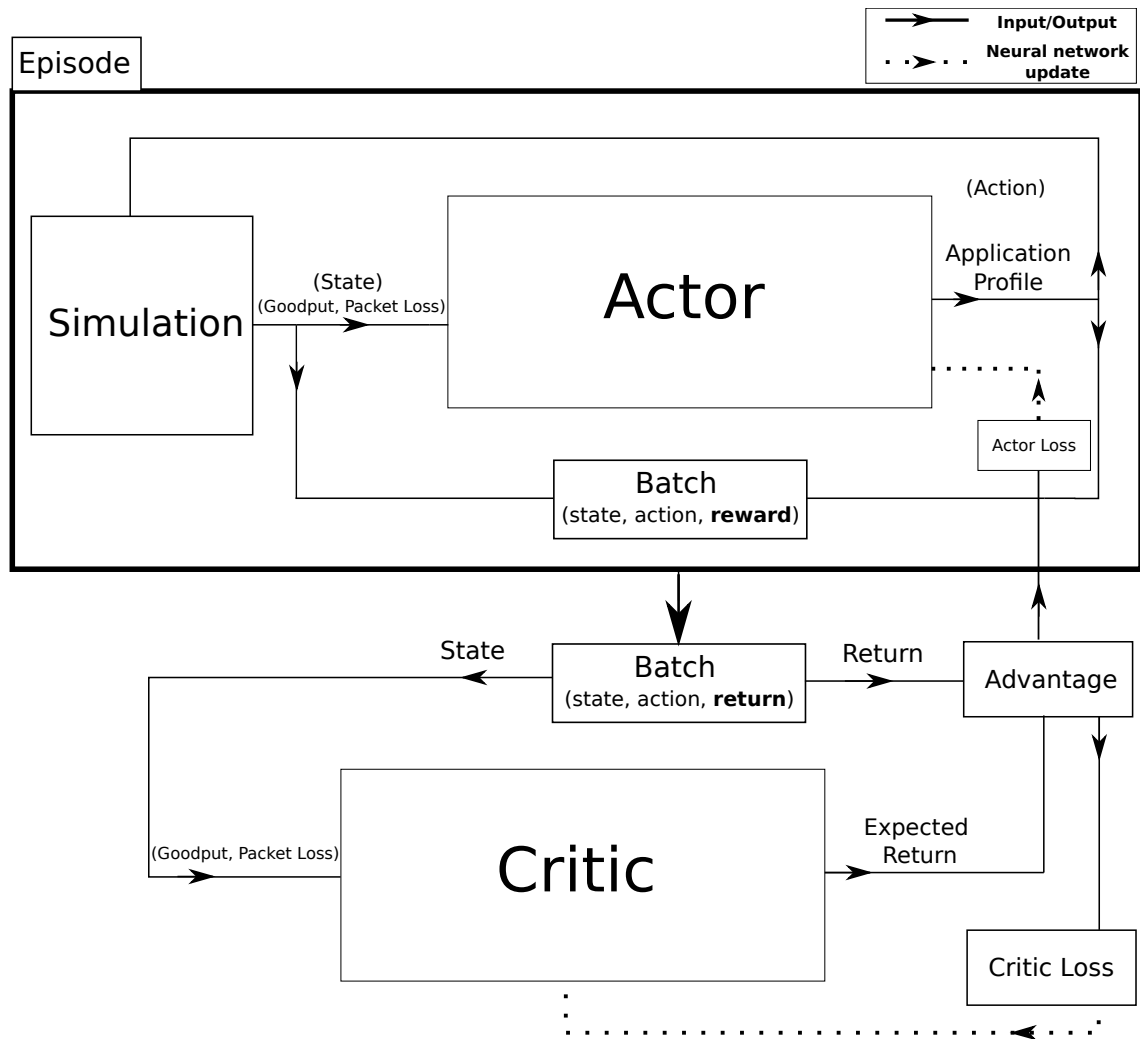 Input/Output
Neural network
update
Episode
(Action)
Simulation
(State)
(Goodput, Packet Loss)
Actor
Application
Profile
Actor Loss
Batch
(state, action, reward)
State
Batch
(state, action, return)
Return
Advantage
(Goodput, Packet Loss)
Critic
Expected
Return
Critic Loss